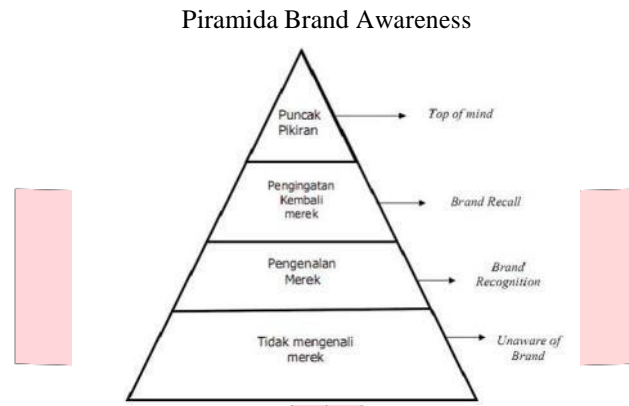 Piramida Brand Awareness
Puncak
Pikiran
Top of mind
Pengingatan
Kembali
merek
Brand Recall
Pengenalan
Merek
Brand
Recognition
Tidak mengenali
merek
Unaware of
Brand